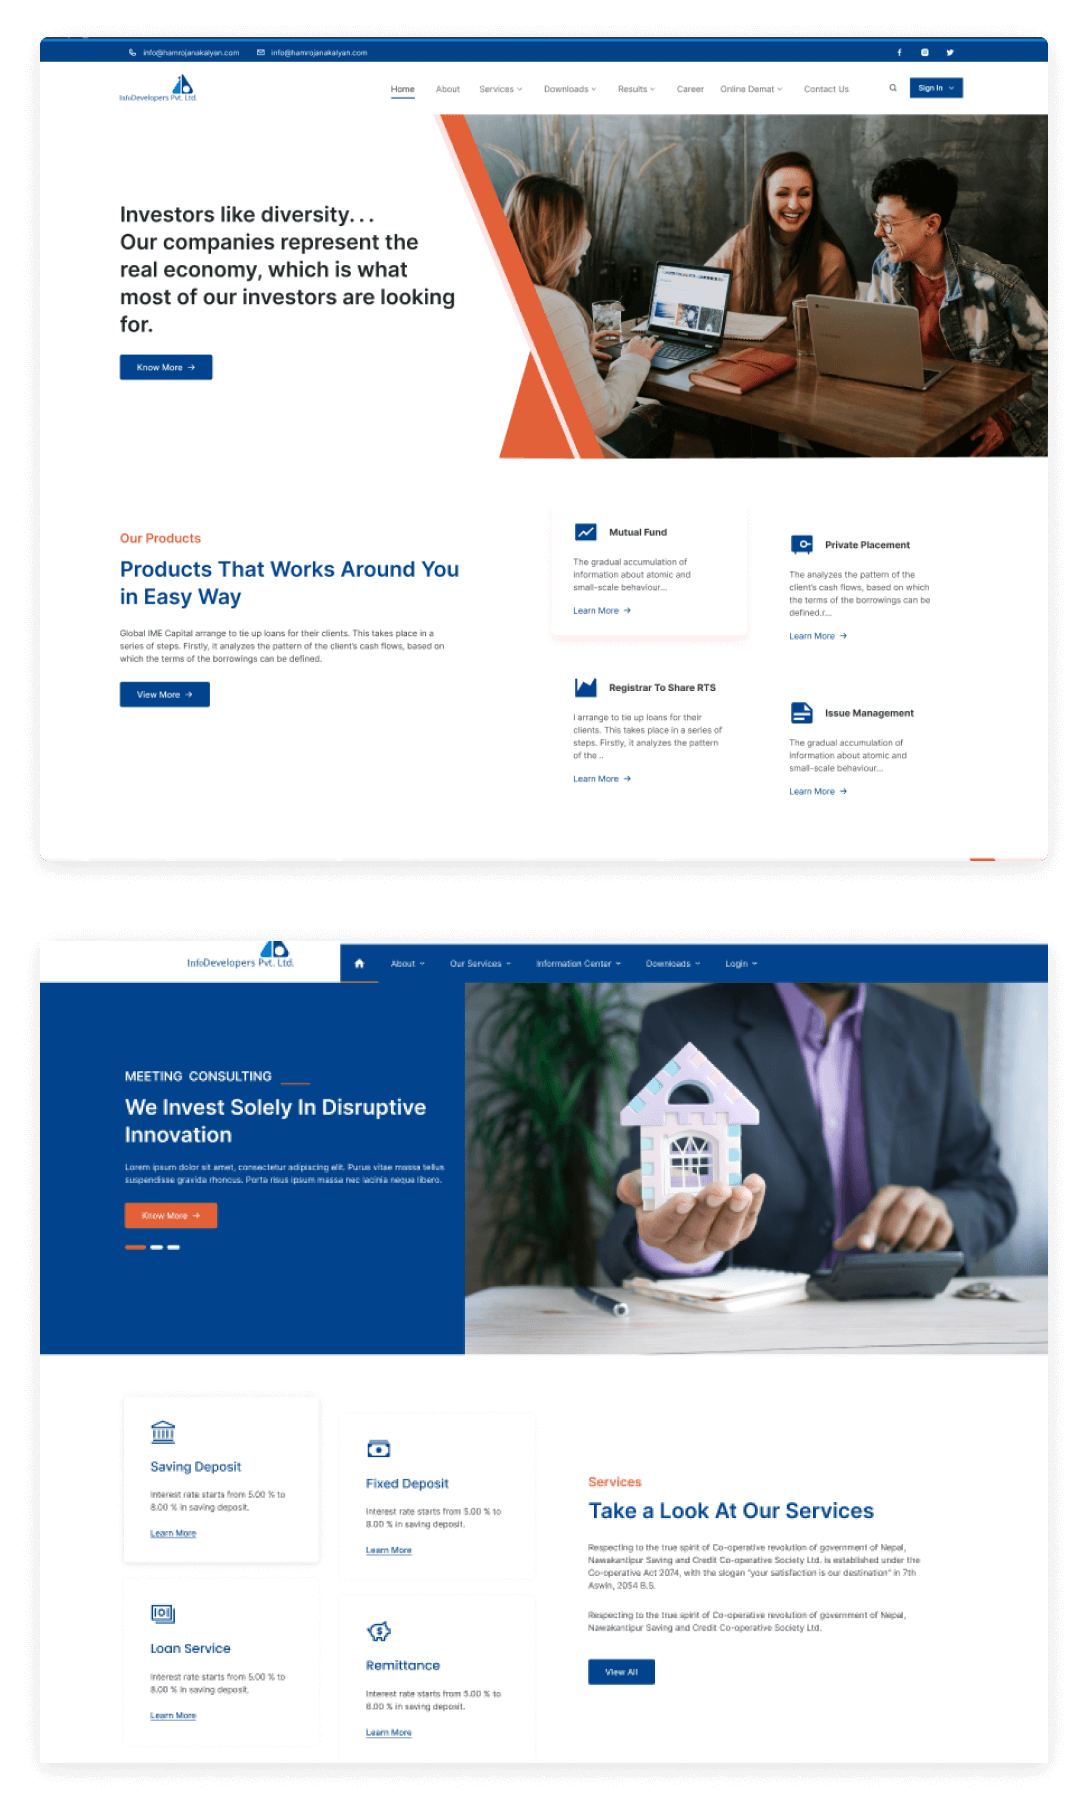 info@hamrojanakalyan.com info@hamrojanakalyan.com
InfoDevelopers Pvt. Ltd.
Home About Services Downloads Results Career Online Demat Contact Us Sign In
Investors like diversity. . .
Our companies represent the
real economy, which is what
most of our investors are looking
for.
Know More →
Our Products
Products That Works Around You
in Easy Way
Global IME Capital arrange to tie up loans for their clients. This takes place in a
series of steps. Firstly, it analyzes the pattern of the client's cash flows, based on
which the terms of the borrowings can be defined.
View More →
Mutual Fund
The gradual accumulation of
information about atomic and
small-scale behaviour...
Learn More →
Private Placement
The analyzes the pattern of the
client's cash flows, based on which
the terms of the borrowings can be
defined.r...
Learn More →
Registrar To Share RTS
I arrange to tie up loans for their
clients. This takes place in a series of
steps. Firstly, it analyzes the pattern
of the ..
Learn More →
Issue Management
The gradual accumulation of
information about atomic and
small-scale behaviour...
Learn More →
InfoDevelopers Pvt. Ltd.
About Our Services Information Center Downloads Login
MEETING CONSULTING
We Invest Solely In Disruptive
Innovation
Lorem ipsum dolor sit amet, consectetur adipiscing elit. Purus vitae massa tellus
suspendisse gravida rhoncus. Porta risus ipsum massa nec lacinia neque libero.
Know More →
Saving Deposit
Interest rate starts from 5.00 % to
8.00 % in saving deposit.
Learn More
Fixed Deposit
Interest rate starts from 5.00 % to
8.00 % in saving deposit.
Learn More
Loan Service
Interest rate starts from 5.00 % to
8.00 % in saving deposit.
Learn More
Remittance
Interest rate starts from 5.00 % to
8.00 % in saving deposit.
Learn More
Services
Take a Look At Our Services
Respecting to the true spirit of Co-operative revolution of government of Nepal,
Nawakantipur Saving and Credit Co-operative Society Ltd. is established under the
Co-operative Act 2074, with the slogan "your satisfaction is our destination" in 7th
Aswin, 2054 B.S.
Respecting to the true spirit of Co-operative revolution of government of Nepal,
Nawakantipur Saving and Credit Co-operative Society Ltd.
View All